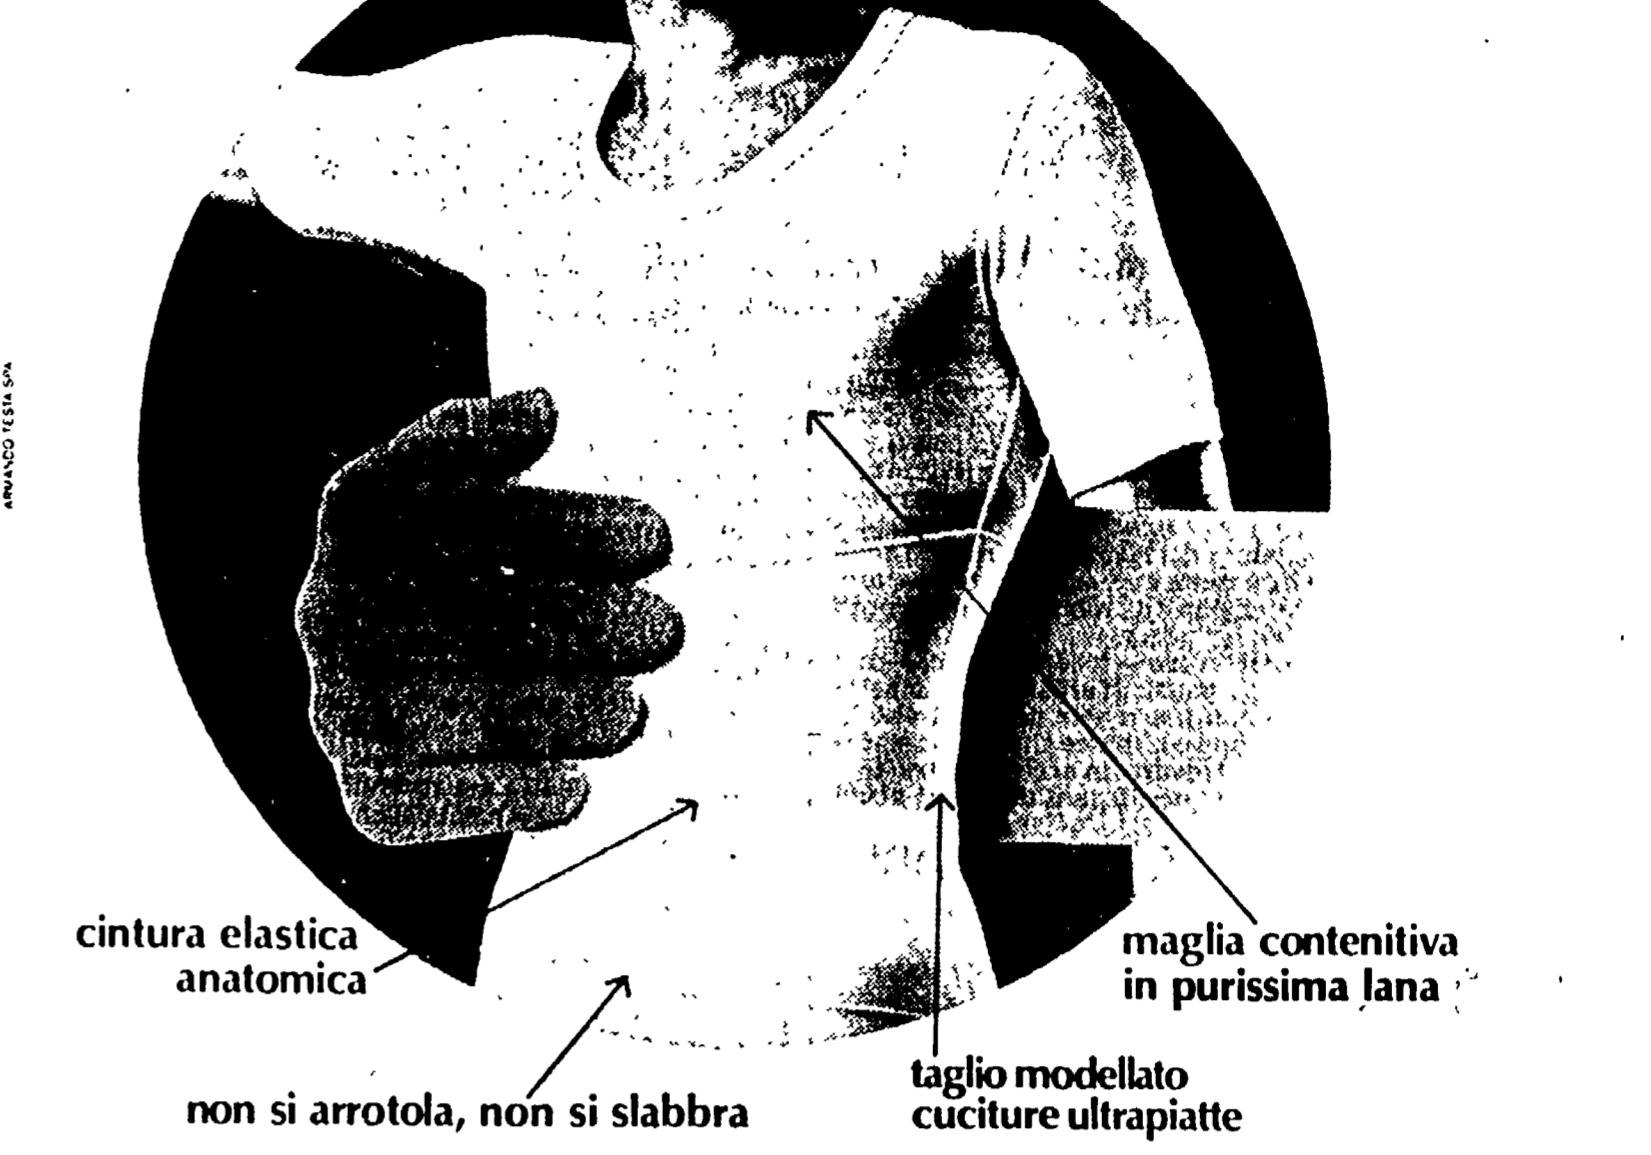 ARMANDO TESTA SPA
cintura elastica
anatomica
maglia contenitiva
in purissima lana
taglio modellato
cuciture ultrapiatte
non si arrotola, non si slabbra